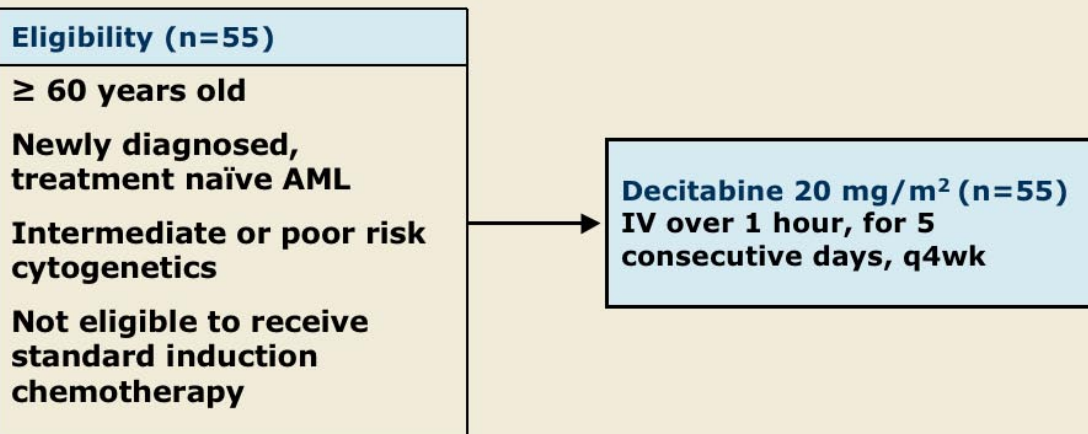 Eligibility (n=55)
≥ 60 years old
Newly diagnosed,
treatment naïve AML
Intermediate or poor risk
cytogenetics
Not eligible to receive
standard induction
chemotherapy
Decitabine 20 mg/m² (n=55)
IV over 1 hour, for 5
consecutive days, q4wk